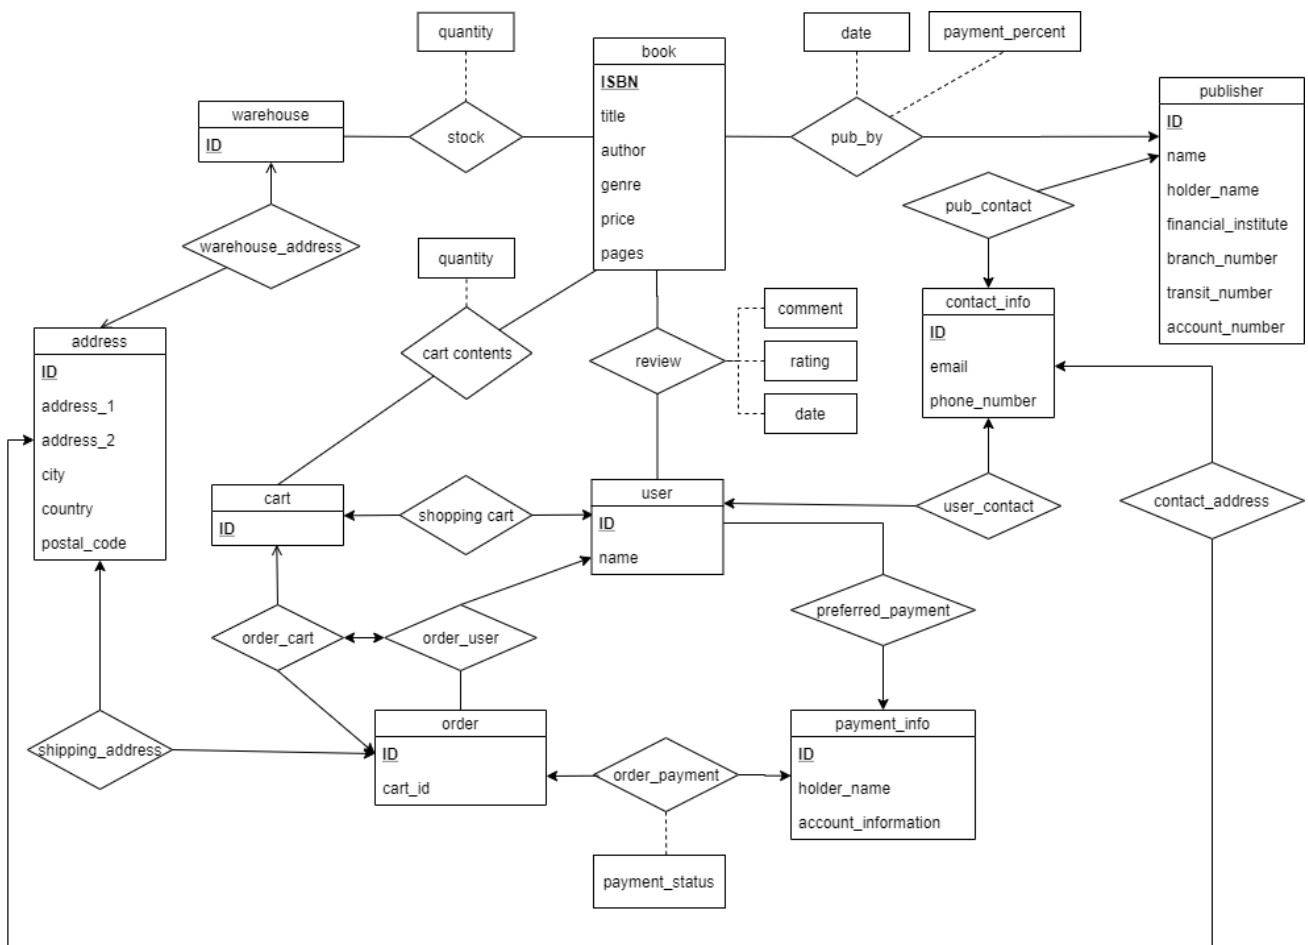 quantity
date
payment_percent
book
ISBN
title
author
genre
price
pages
publisher
ID
name
holder_name
financial_institute
branch_number
transit_number
account_number
warehouse
ID
stock
pub_by
pub_contact
warehouse_address
quantity
cart contents
review
comment
rating
date
contact_info
ID
email
phone_number
address
ID
address_1
address_2
city
country
postal_code
cart
ID
shopping cart
user
ID
name
user_contact
contact_address
order_cart
order_user
preferred_payment
shipping_address
order
ID
cart_id
order_payment
payment_info
ID
holder_name
account_information
payment_status